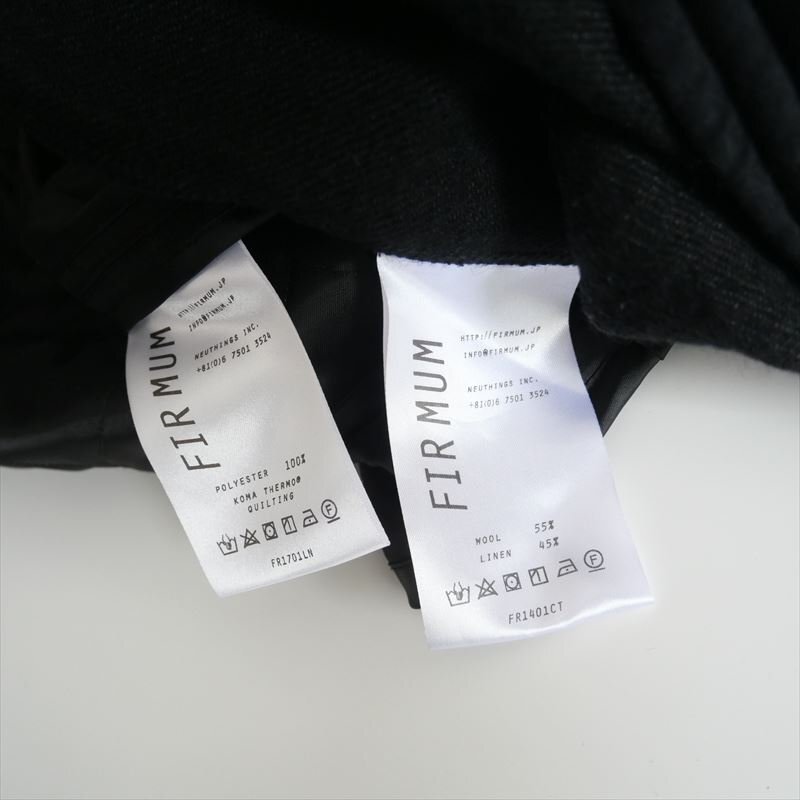 HTTP://FIRMUM.JP
INFO@FIRMUM.JP
NEUTHINGS INC.
+81(0)6 7501 3524
FIRMUM
POLYESTER 100%
KOMA THERMO®
QUILTING
F
FR1701LN
HTTP://FIRMUM.JP
INFO@FIRMUM.JP
NEUTHINGS INC.
+81(0)6 7501 3524
FIRMUM
WOOL 55%
LINEN 45%
F
FR1401CT